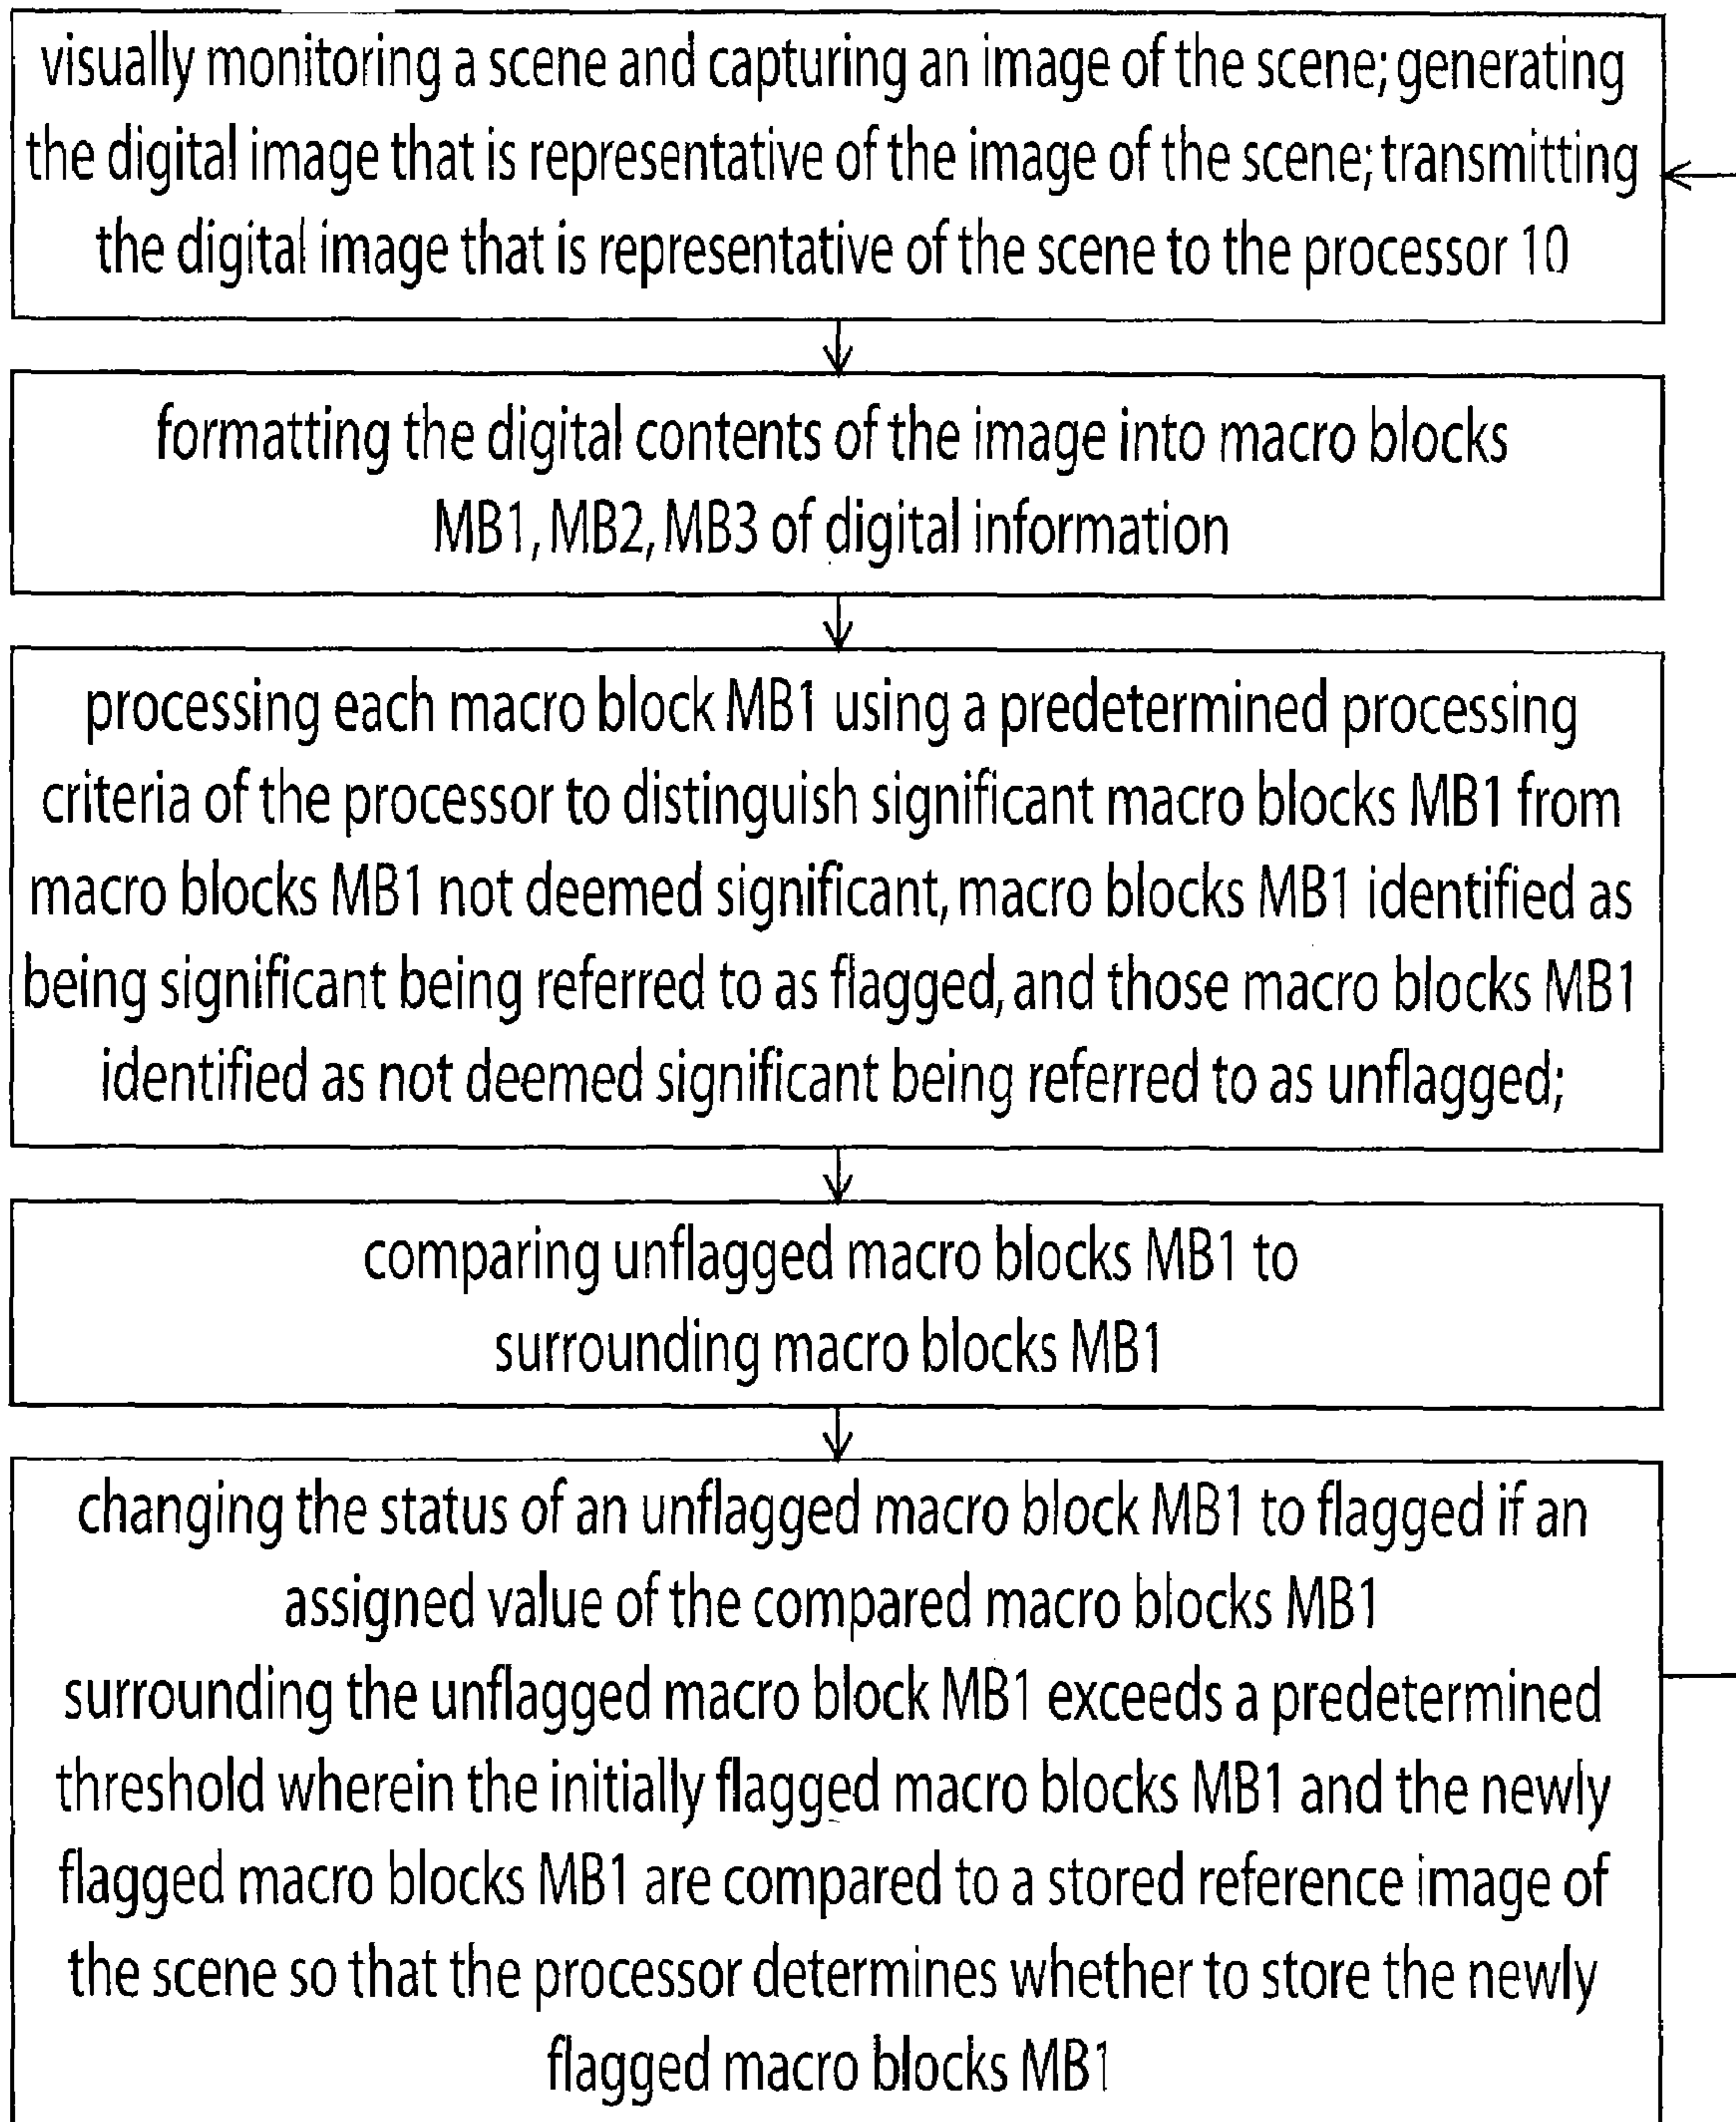 visually monitoring a scene and capturing an image of the scene; generating
the digital image that is representative of the image of the scene; transmitting
the digital image that is representative of the scene to the processor 10
formatting the digital contents of the image into macro blocks
MB1, MB2, MB3 of digital information
processing each macro block MB1 using a predetermined processing
criteria of the processor to distinguish significant macro blocks MB1 from
macro blocks MB1 not deemed significant, macro blocks MB1 identified as
being significant being referred to as flagged, and those macro blocks MB1
identified as not deemed significant being referred to as unflagged;
comparing unflagged macro blocks MB1 to
surrounding macro blocks MB1
changing the status of an unflagged macro block MB1 to flagged if an
assigned value of the compared macro blocks MB1
surrounding the unflagged macro block MB1 exceeds a predetermined
threshold wherein the initially flagged macro blocks MB1 and the newly
flagged macro blocks MB1 are compared to a stored reference image of
the scene so that the processor determines whether to store the newly
flagged macro blocks MB1